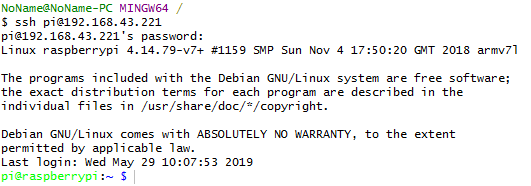 NoName@NoName-PC MINGW64 /
$ ssh pi@192.168.43.221
pi@192.168.43.221's password:
Linux raspberrypi 4.14.79-v7+ #1159 SMP Sun Nov 4 17:50:20 GMT 2018 armv7l
The programs included with the Debian GNU/Linux system are free software;
the exact distribution terms for each program are described in the
individual files in /usr/share/doc/*/copyright.
Debian GNU/Linux comes with ABSOLUTELY NO WARRANTY, to the extent
permitted by applicable law.
Last login: Wed May 29 10:07:53 2019
pi@raspberrypi:~ $